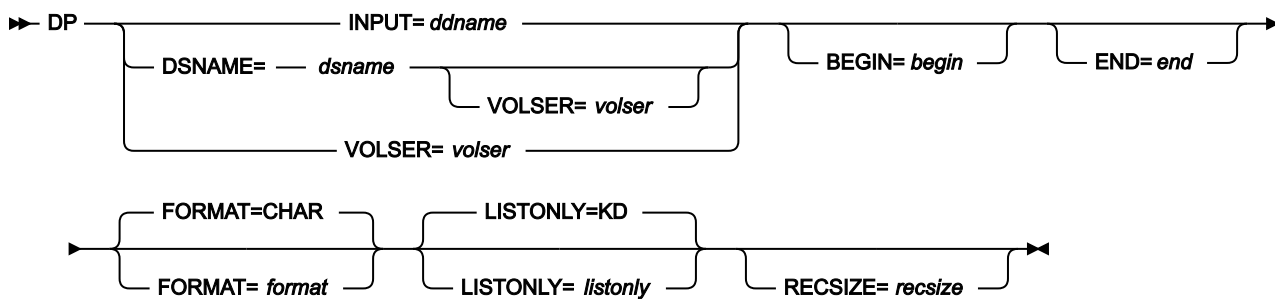 DP INPUT= ddname
DSNAME= dsname BEGIN= begin END= end
VOLSER= volser
VOLSER= volser
FORMAT=CHAR LISTONLY=KD
FORMAT= format LISTONLY= listonly RECSIZE= recsize